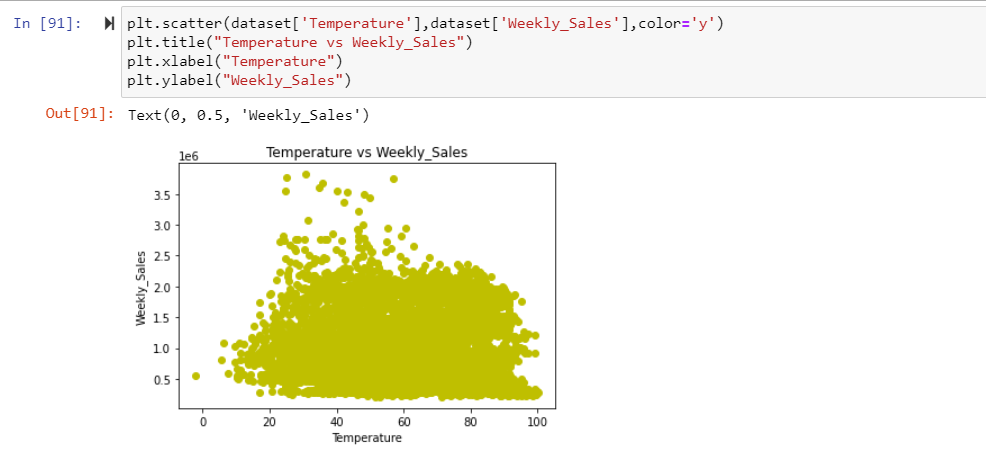 In [91]:
plt.scatter(dataset['Temperature'],dataset['Weekly_Sales'],color='y')
plt.title("Temperature vs Weekly_Sales")
plt.xlabel("Temperature")
plt.ylabel("Weekly_Sales")
Out[91]: Text(0, 0.5, 'Weekly_Sales')
Temperature vs Weekly_Sales
1e6
3.5
3.0
2.5
2.0
1.5
1.0
0.5
Weekly_Sales
0 20 40 60 80 100
Temperature